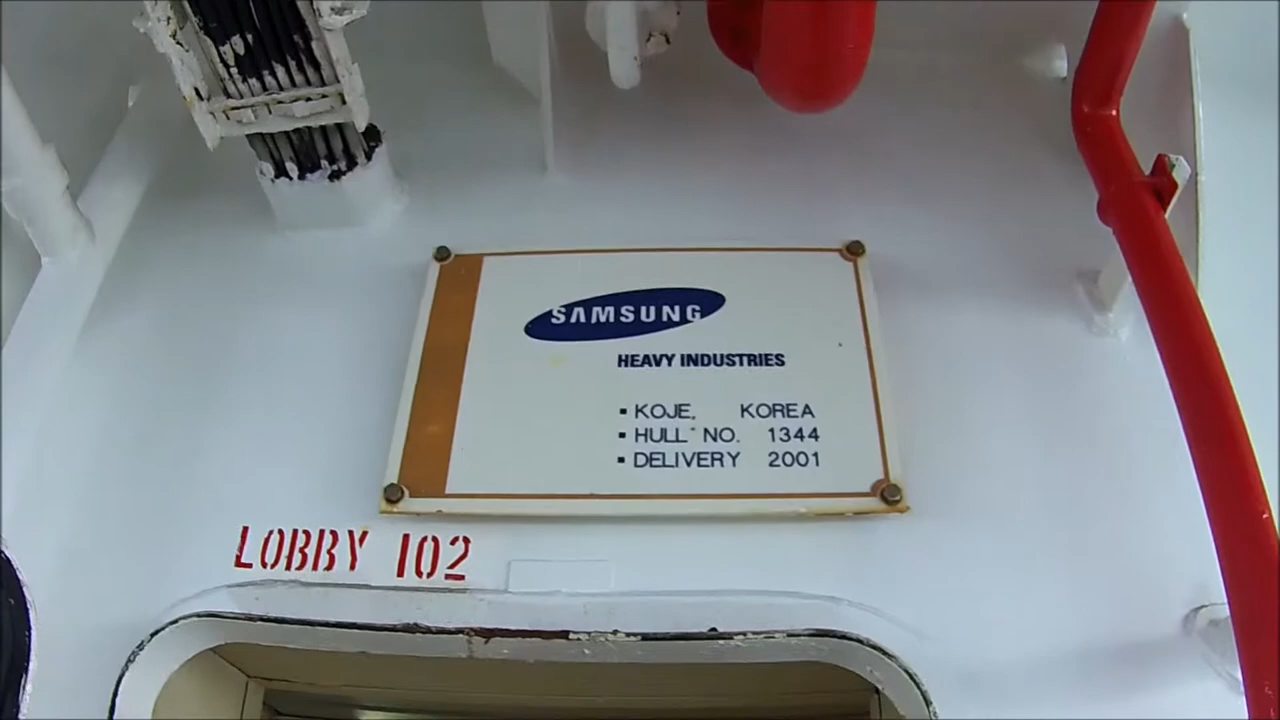 SAMSUNG
HEAVY INDUSTRIES
▪ KOJE, KOREA
▪ HULL NO. 1344
▪ DELIVERY 2001
LOBBY 102